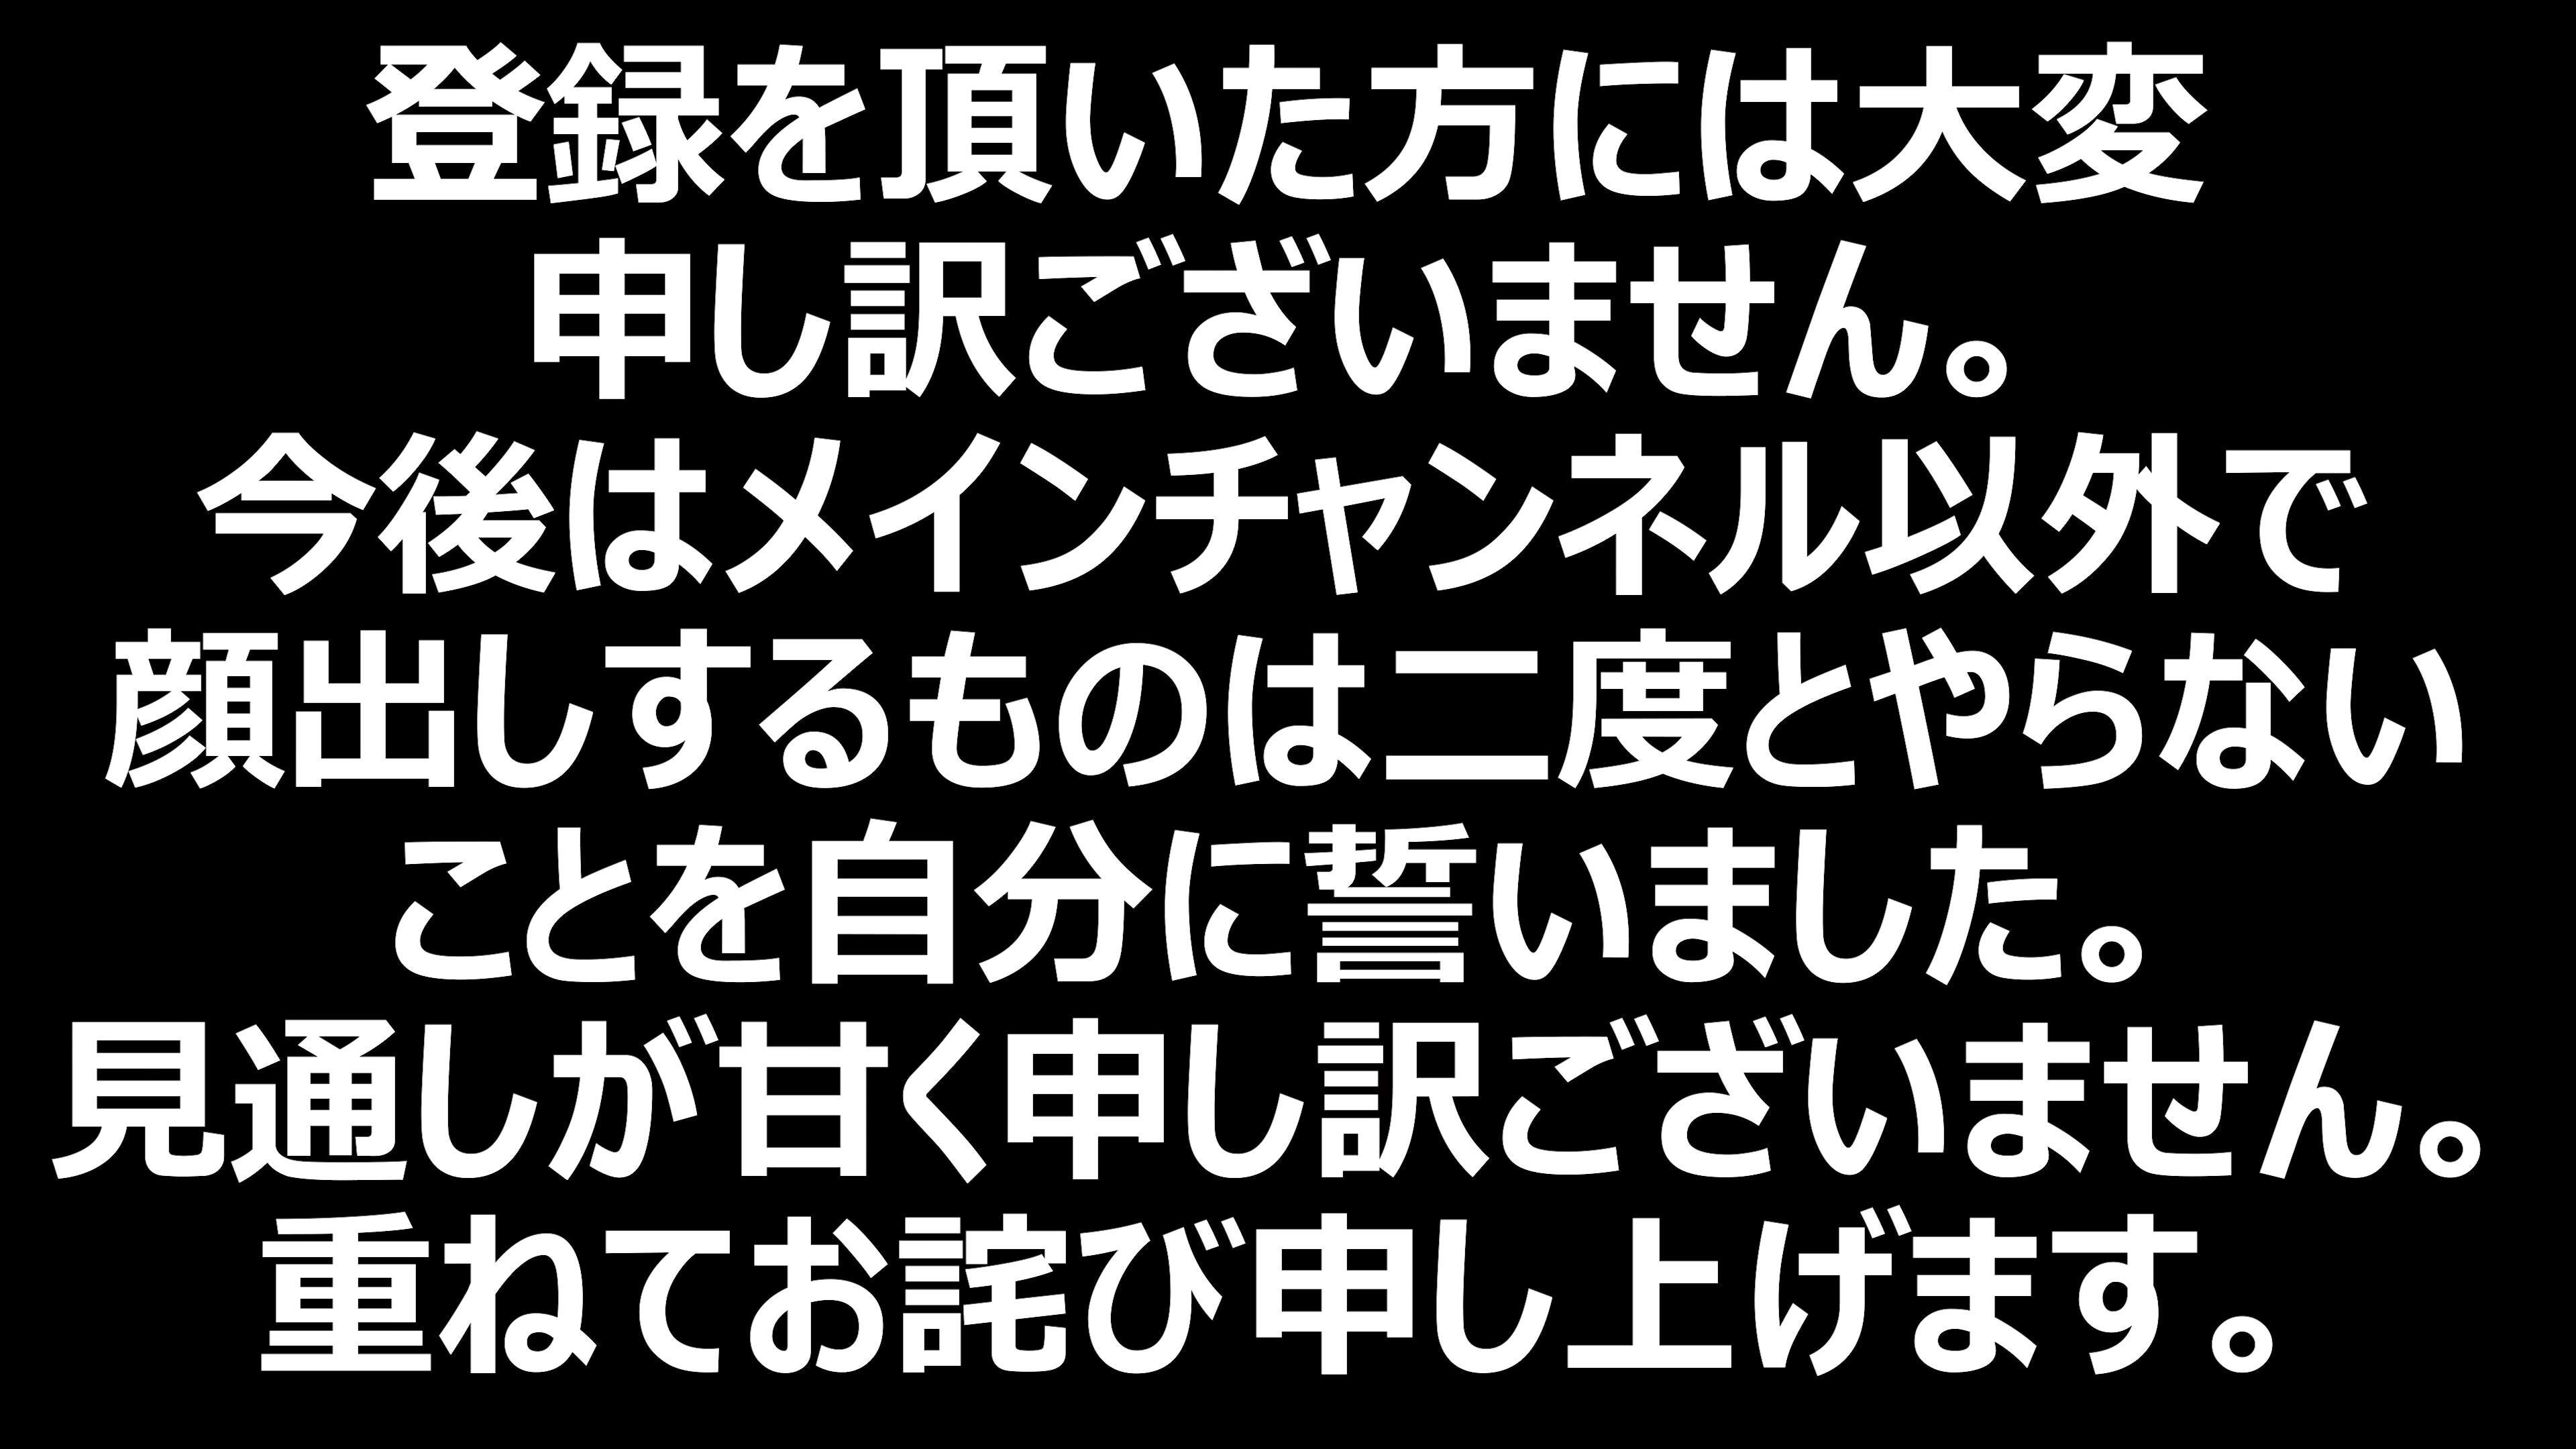 登録を頂いた方には大変
申し訳ございません。
今後はメインチャンネル以外で
顔出しするものは二度とやらない
ことを自分に誓いました。
見通しが甘く申し訳ございません。
重ねてお詫び申し上げます。